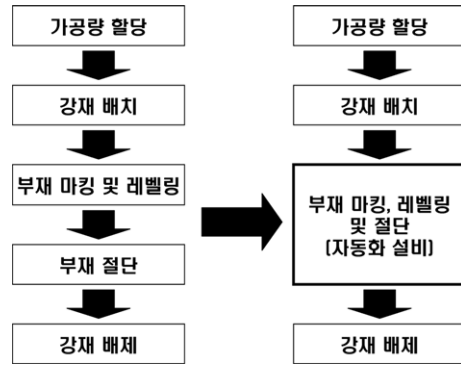 가공량 할당
강재 배치
부재 마킹 및 레벨링
부재 절단
강재 배제
가공량 할당
강재 배치
부재 마킹, 레벨링
및 절단
(자동화 설비)
강재 배제